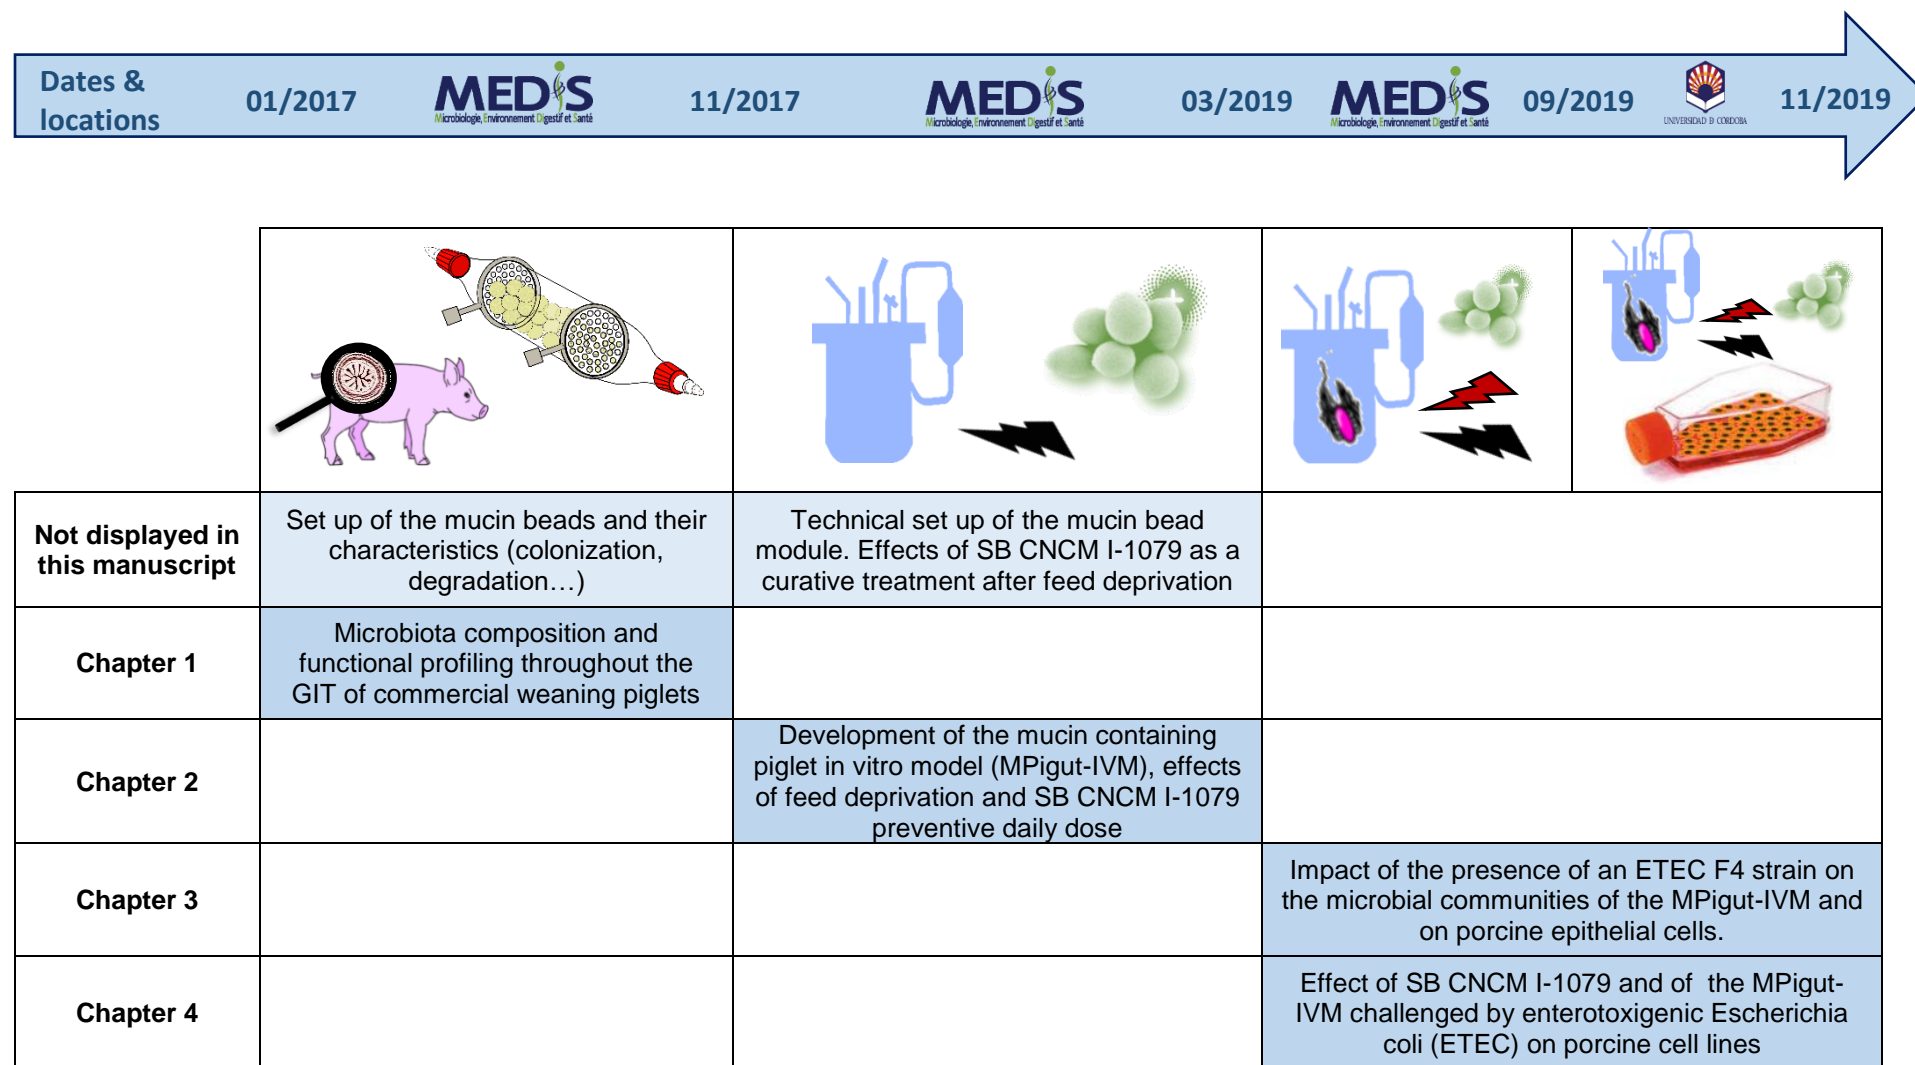 Dates &
locations
01/2017
MEDiS
Microbiologie, Environnement Digestif et Santé
11/2017
MEDiS
Microbiologie, Environnement Digestif et Santé
03/2019
MEDiS
Microbiologie, Environnement Digestif et Santé
09/2019
UNIVERSIDAD D CORDOBA
11/2019
Not displayed in
this manuscript
Set up of the mucin beads and their
characteristics (colonization,
degradation…)
Technical set up of the mucin bead
module. Effects of SB CNCM I-1079 as a
curative treatment after feed deprivation
Chapter 1
Microbiota composition and
functional profiling throughout the
GIT of commercial weaning piglets
Chapter 2
Development of the mucin containing
piglet in vitro model (MPigut-IVM), effects
of feed deprivation and SB CNCM I-1079
preventive daily dose
Chapter 3
Impact of the presence of an ETEC F4 strain on
the microbial communities of the MPigut-IVM and
on porcine epithelial cells.
Chapter 4
Effect of SB CNCM I-1079 and of the MPigut-
IVM challenged by enterotoxigenic Escherichia
coli (ETEC) on porcine cell lines